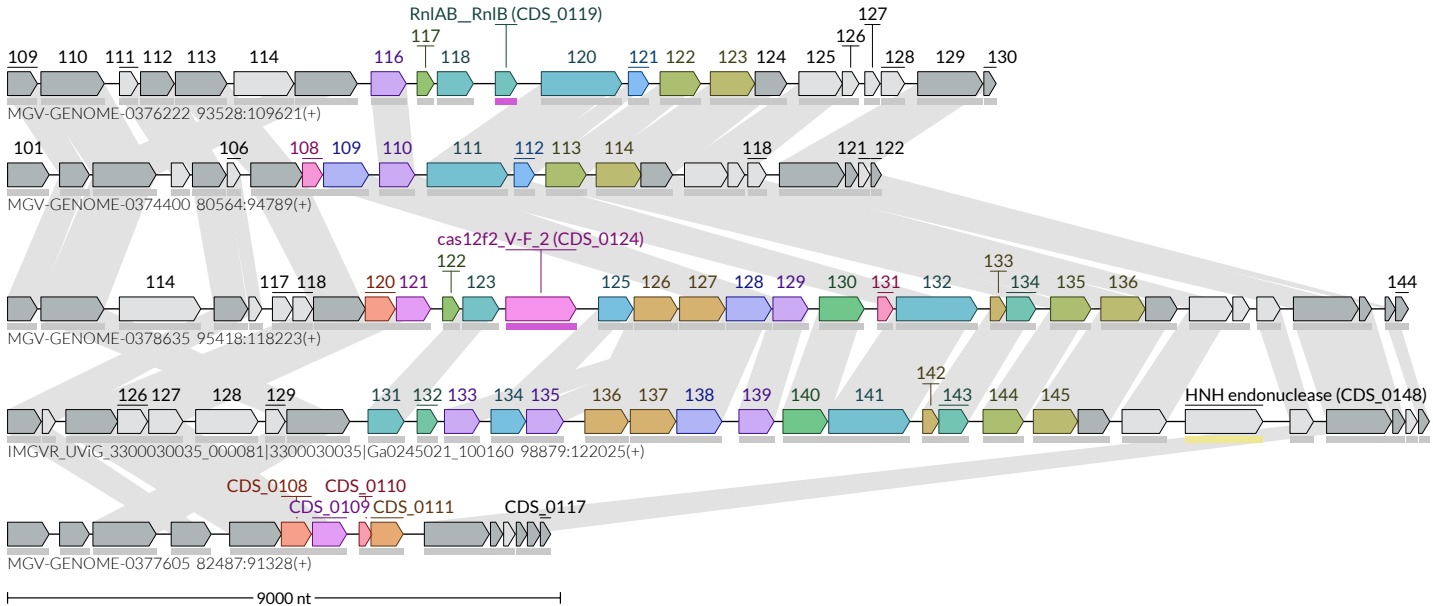 RnlAB__RnlB (CDS_0119)
127
117 126
109 110 111 112 113 114 116 118 120 121 122 123 124 125 128 129 130
MGV-GENOME-0376222 93528:109621(+)
101 106 108 109 110 111 112 113 114 118 121 122
MGV-GENOME-0374400 80564:94789(+)
cas12f2_V-F_2 (CDS_0124)
122 133
114 117 118 120 121 123 125 126 127 128 129 130 131 132 134 135 136 144
MGV-GENOME-0378635 95418:118223(+)
142
126 127 128 129 131 132 133 134 135 136 137 138 139 140 141 143 144 145 HNH endonuclease (CDS_0148)
IMGVR_UViG_3300030035_000081|3300030035|Ga0245021_100160 98879:122025(+)
CDS_0108 CDS_0110
CDS_0109 CDS_0111 CDS_0117
MGV-GENOME-0377605 82487:91328(+)
9000 nt